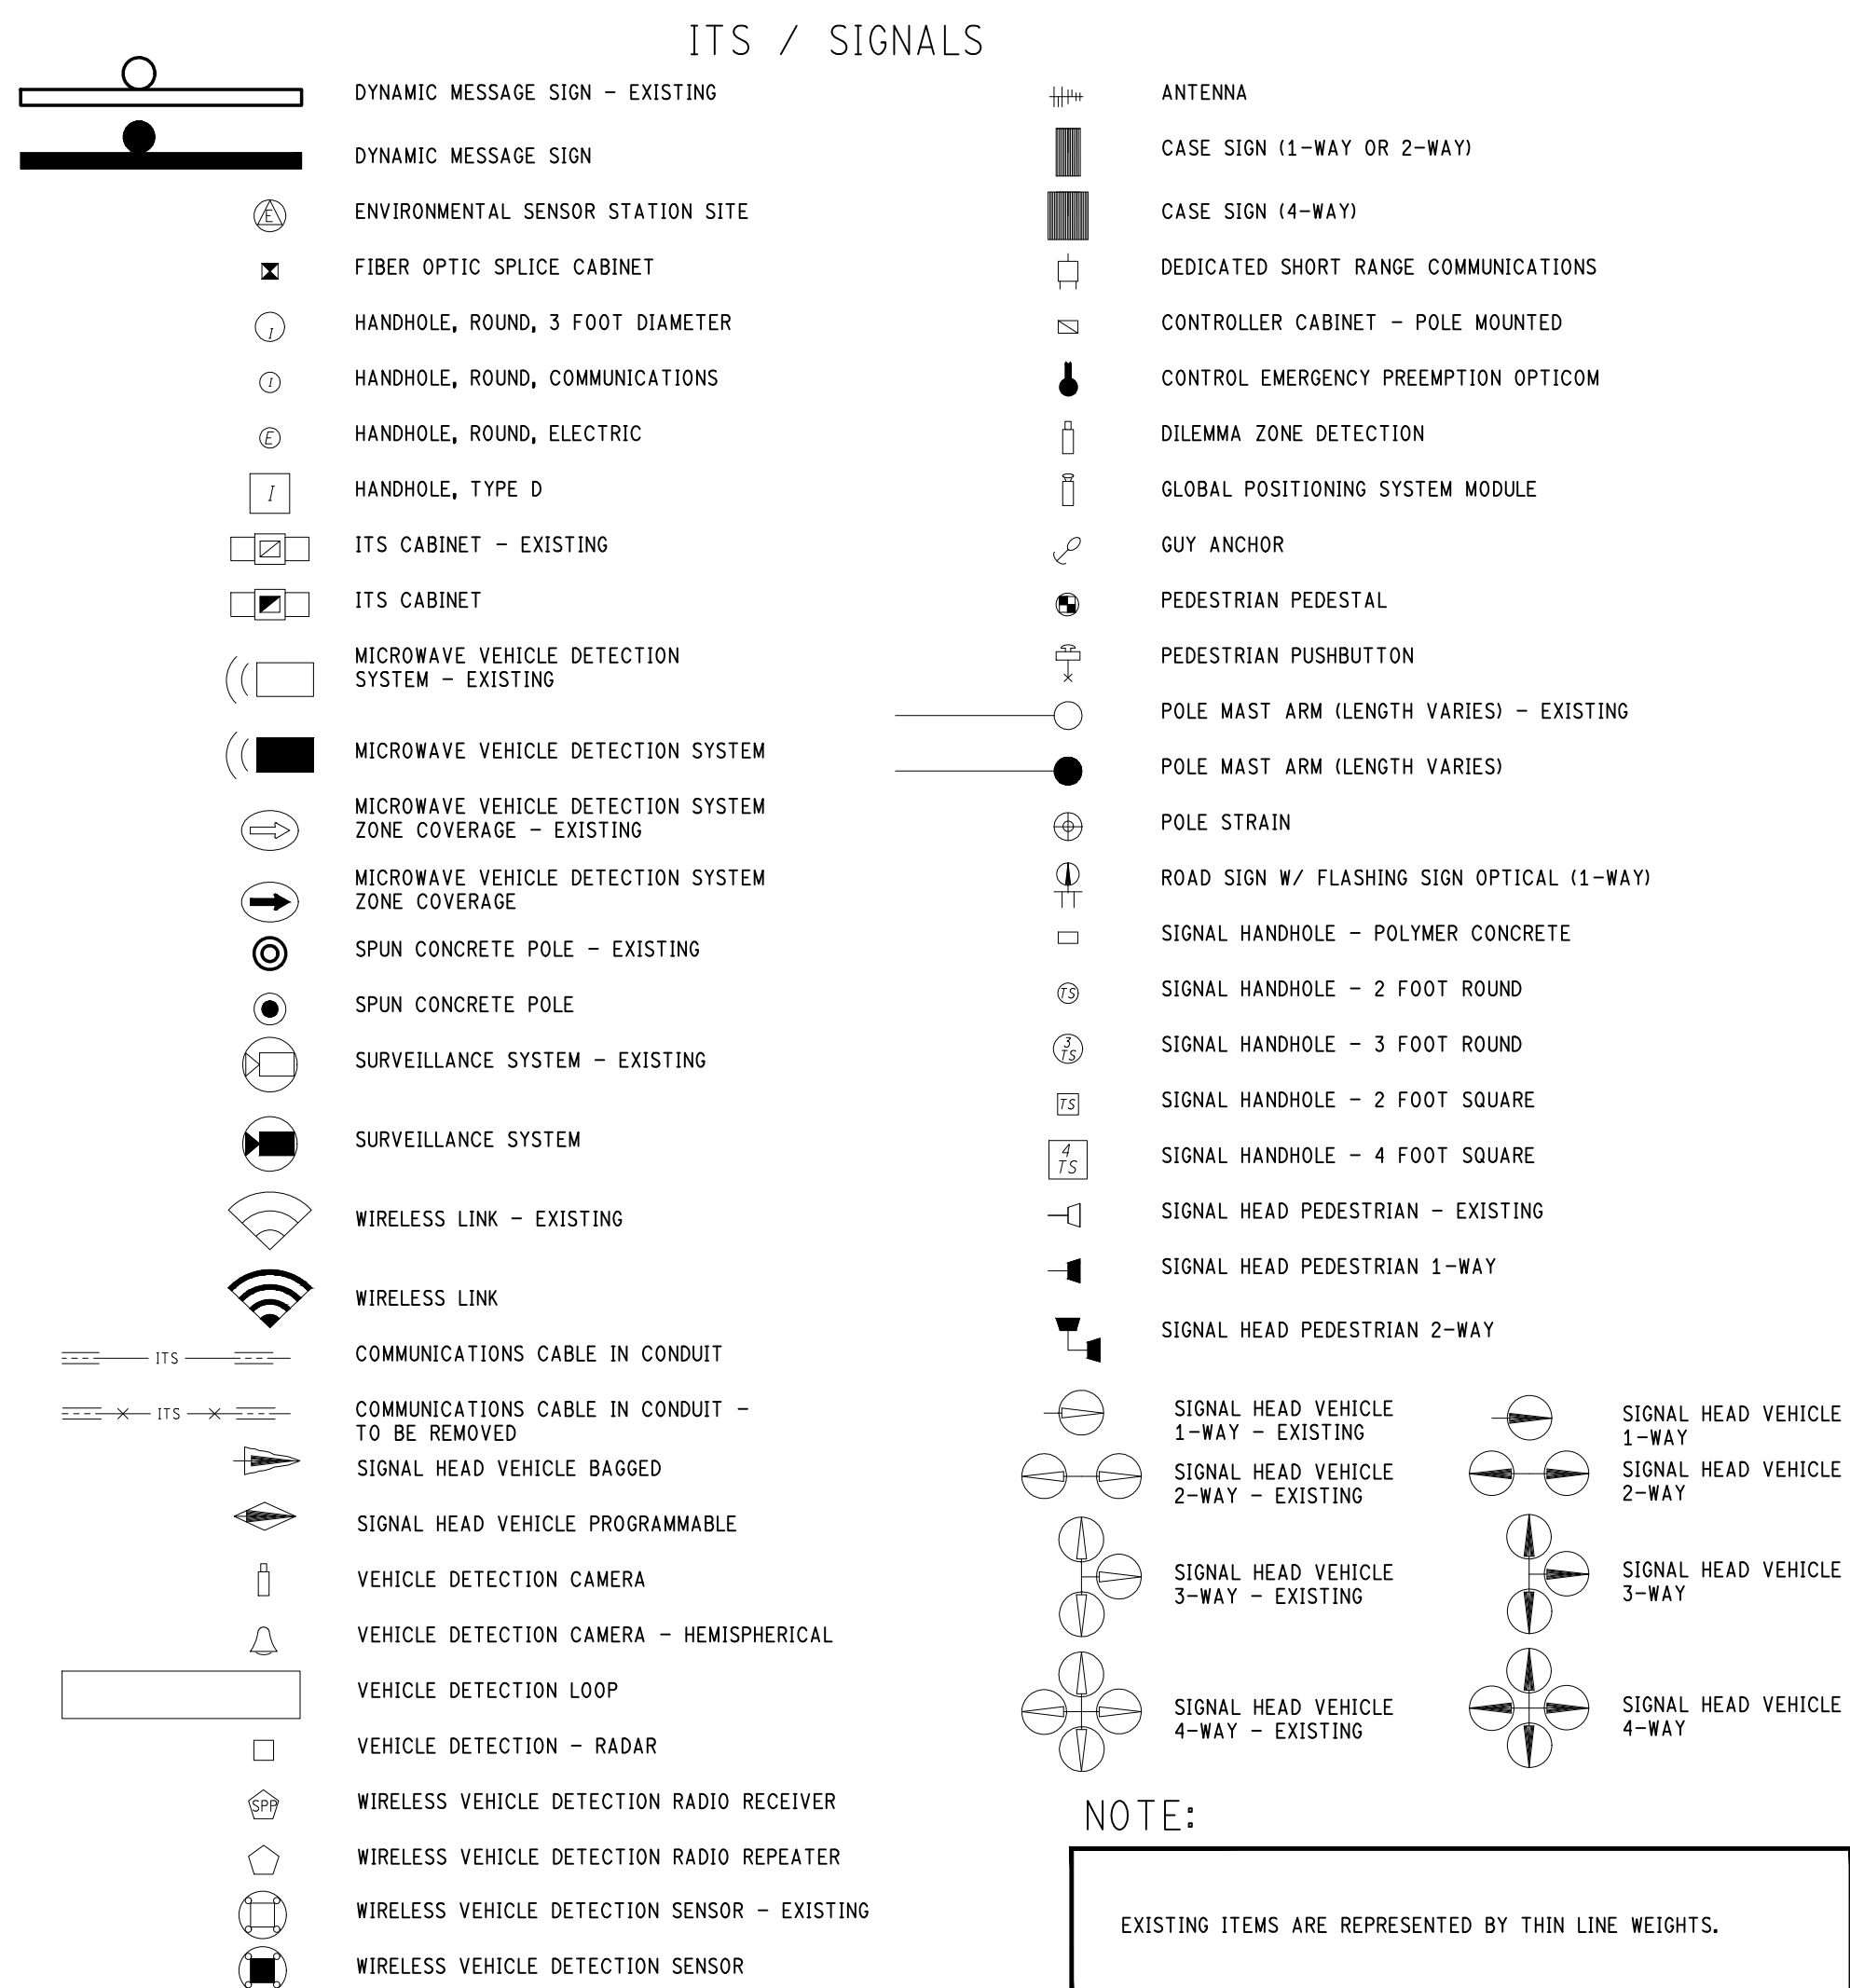 ITS / SIGNALS
DYNAMIC MESSAGE SIGN - EXISTING
DYNAMIC MESSAGE SIGN
E
ENVIRONMENTAL SENSOR STATION SITE
FIBER OPTIC SPLICE CABINET
I
HANDHOLE, ROUND, 3 FOOT DIAMETER
I
HANDHOLE, ROUND, COMMUNICATIONS
E
HANDHOLE, ROUND, ELECTRIC
I
HANDHOLE, TYPE D
ITS CABINET - EXISTING
ITS CABINET
MICROWAVE VEHICLE DETECTION
SYSTEM - EXISTING
MICROWAVE VEHICLE DETECTION SYSTEM
MICROWAVE VEHICLE DETECTION SYSTEM
ZONE COVERAGE - EXISTING
MICROWAVE VEHICLE DETECTION SYSTEM
ZONE COVERAGE
SPUN CONCRETE POLE - EXISTING
SPUN CONCRETE POLE
SURVEILLANCE SYSTEM - EXISTING
SURVEILLANCE SYSTEM
WIRELESS LINK - EXISTING
WIRELESS LINK
ITS
COMMUNICATIONS CABLE IN CONDUIT
ITS
COMMUNICATIONS CABLE IN CONDUIT -
TO BE REMOVED
SIGNAL HEAD VEHICLE BAGGED
SIGNAL HEAD VEHICLE PROGRAMMABLE
VEHICLE DETECTION CAMERA
VEHICLE DETECTION CAMERA - HEMISPHERICAL
VEHICLE DETECTION LOOP
VEHICLE DETECTION - RADAR
SPP
WIRELESS VEHICLE DETECTION RADIO RECEIVER
WIRELESS VEHICLE DETECTION RADIO REPEATER
WIRELESS VEHICLE DETECTION SENSOR - EXISTING
WIRELESS VEHICLE DETECTION SENSOR
ANTENNA
CASE SIGN (1-WAY OR 2-WAY)
CASE SIGN (4-WAY)
DEDICATED SHORT RANGE COMMUNICATIONS
CONTROLLER CABINET - POLE MOUNTED
CONTROL EMERGENCY PREEMPTION OPTICOM
DILEMMA ZONE DETECTION
GLOBAL POSITIONING SYSTEM MODULE
GUY ANCHOR
PEDESTRIAN PEDESTAL
PEDESTRIAN PUSHBUTTON
POLE MAST ARM (LENGTH VARIES) - EXISTING
POLE MAST ARM (LENGTH VARIES)
POLE STRAIN
ROAD SIGN W/ FLASHING SIGN OPTICAL (1-WAY)
SIGNAL HANDHOLE - POLYMER CONCRETE
TS
SIGNAL HANDHOLE - 2 FOOT ROUND
3
TS
SIGNAL HANDHOLE - 3 FOOT ROUND
TS
SIGNAL HANDHOLE - 2 FOOT SQUARE
4
TS
SIGNAL HANDHOLE - 4 FOOT SQUARE
SIGNAL HEAD PEDESTRIAN - EXISTING
SIGNAL HEAD PEDESTRIAN 1-WAY
SIGNAL HEAD PEDESTRIAN 2-WAY
SIGNAL HEAD VEHICLE
1-WAY - EXISTING
SIGNAL HEAD VEHICLE
1-WAY
SIGNAL HEAD VEHICLE
2-WAY - EXISTING
SIGNAL HEAD VEHICLE
2-WAY
SIGNAL HEAD VEHICLE
3-WAY - EXISTING
SIGNAL HEAD VEHICLE
3-WAY
SIGNAL HEAD VEHICLE
4-WAY - EXISTING
SIGNAL HEAD VEHICLE
4-WAY
NOTE:
EXISTING ITEMS ARE REPRESENTED BY THIN LINE WEIGHTS.